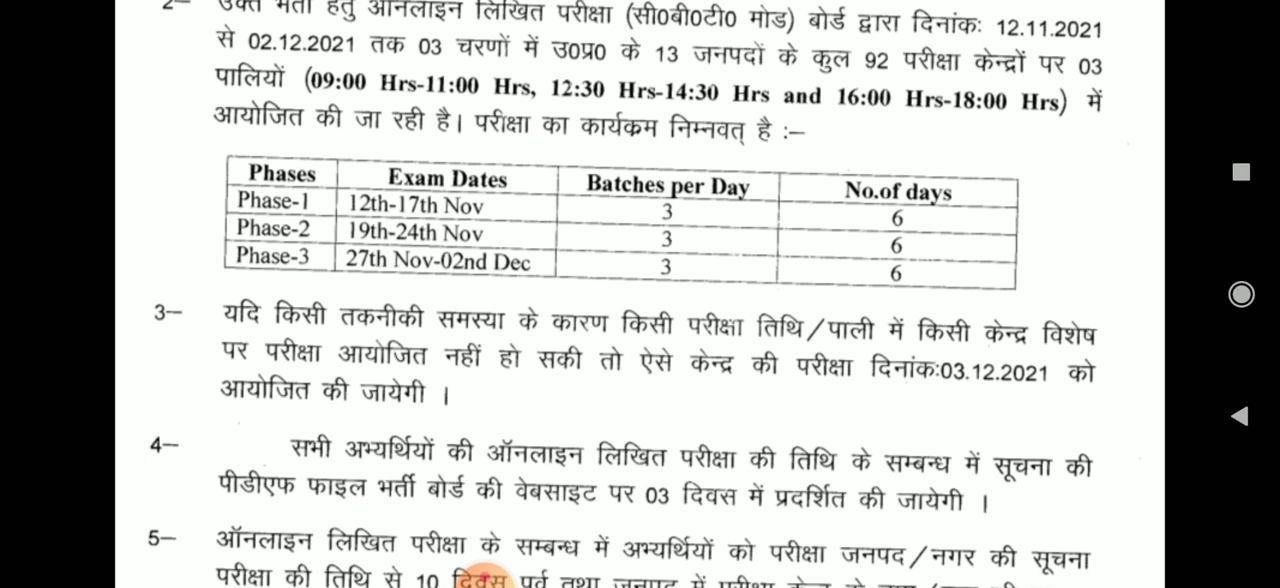 2— उक्त भर्ती हेतु ऑनलाइन लिखित परीक्षा (सी0बी0टी0 मोड) बोर्ड द्वारा दिनांकः 12.11.2021
से 02.12.2021 तक 03 चरणों में उ0प्र0 के 13 जनपदों के कुल 92 परीक्षा केन्द्रों पर 03
पालियों (09:00 Hrs-11:00 Hrs, 12:30 Hrs-14:30 Hrs and 16:00 Hrs-18:00 Hrs) में
आयोजित की जा रही है। परीक्षा का कार्यक्रम निम्नवत् है :–
Phases Exam Dates Batches per Day No.of days
Phase-1 12th-17th Nov 3 6
Phase-2 19th-24th Nov 3 6
Phase-3 27th Nov-02nd Dec 3 6
3— यदि किसी तकनीकी समस्या के कारण किसी परीक्षा तिथि/पाली में किसी केन्द्र विशेष
पर परीक्षा आयोजित नहीं हो सकी तो ऐसे केन्द्र की परीक्षा दिनांकः03.12.2021 को
आयोजित की जायेगी ।
4— सभी अभ्यर्थियों की ऑनलाइन लिखित परीक्षा की तिथि के सम्बन्ध में सूचना की
पीडीएफ फाइल भर्ती बोर्ड की वेबसाइट पर 03 दिवस में प्रदर्शित की जायेगी ।
5— ऑनलाइन लिखित परीक्षा के सम्बन्ध में अभ्यर्थियों को परीक्षा जनपद/नगर की सूचना
परीक्षा की तिथि से 10 दिवस पूर्व तथा जनपद में परीक्षा